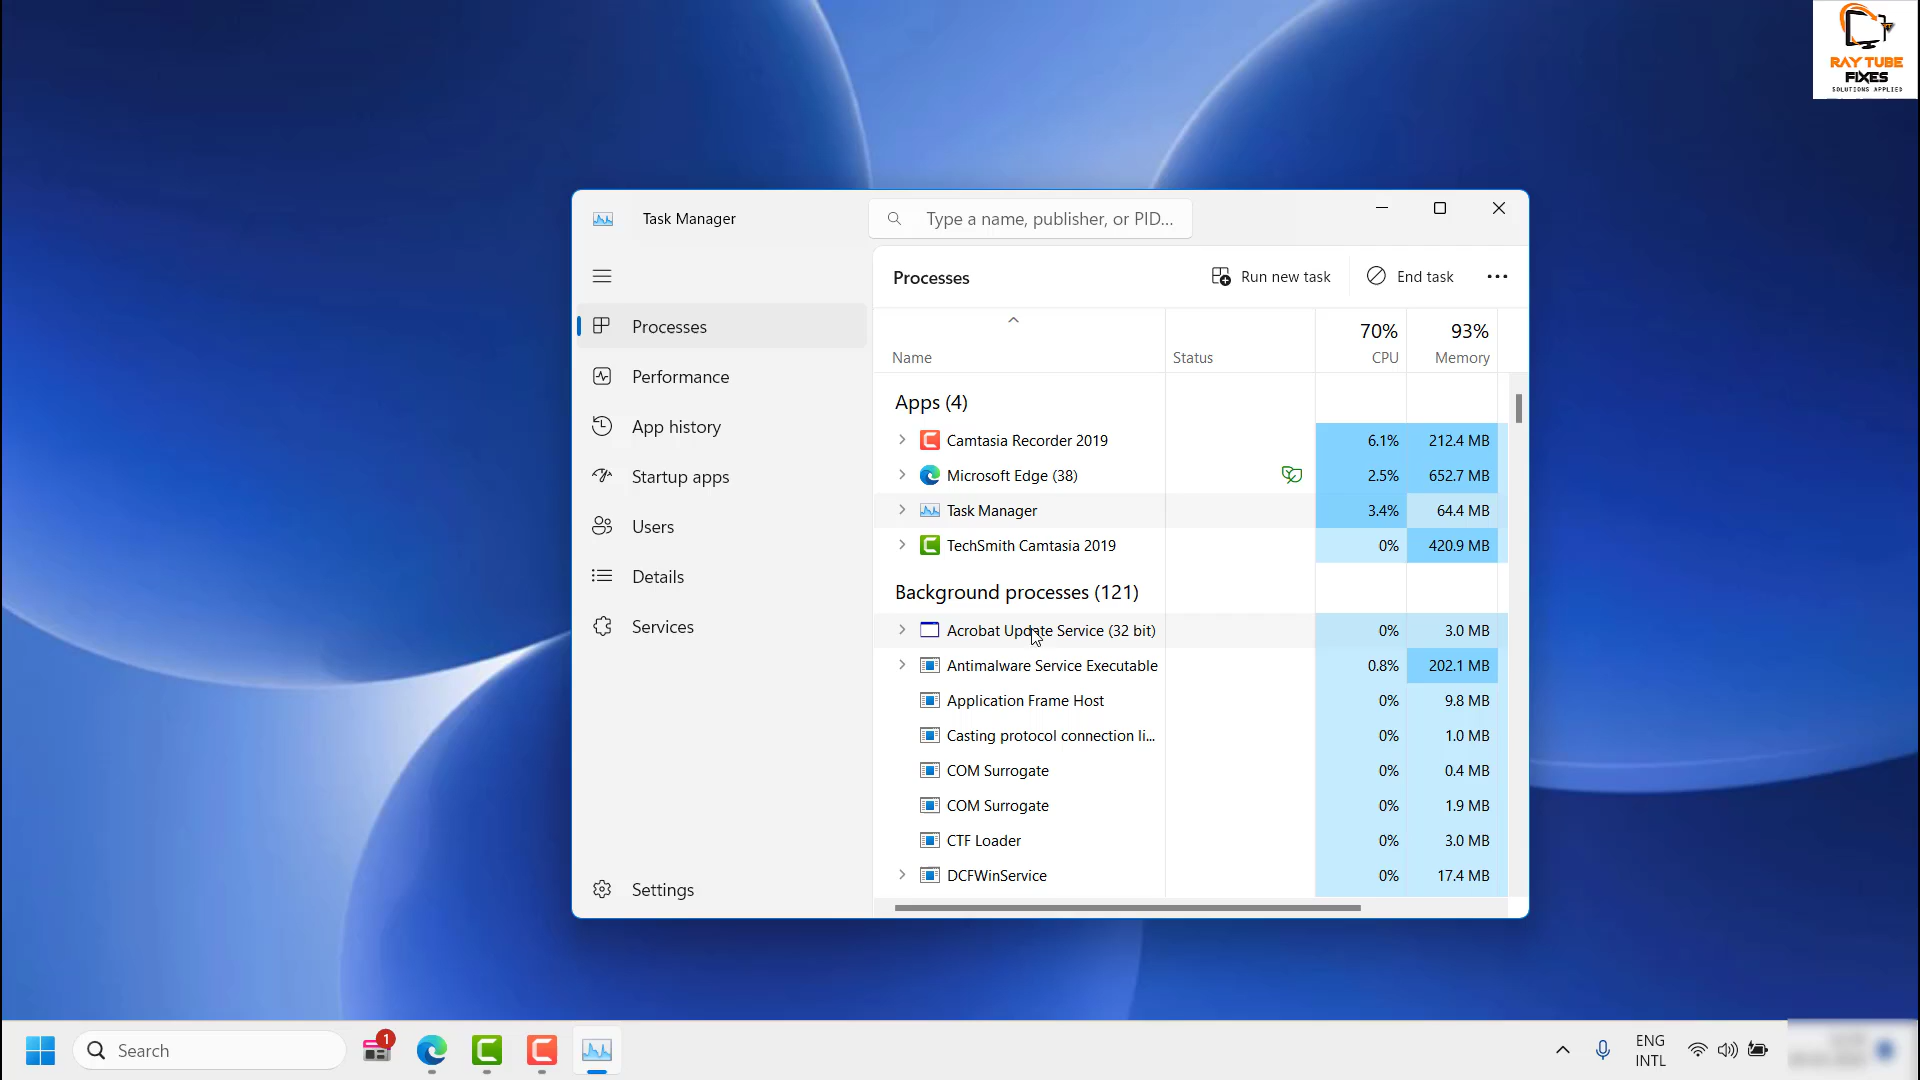 RAY TUBE
FIXES
SOLUTIONS APPLIED
Task Manager
Type a name, publisher, or PID...
Processes
Run new task
End task
Processes
Performance
App history
Startup apps
Users
Details
Services
Settings
70% 93%
Name Status CPU Memory
Apps (4)
Camtasia Recorder 2019 6.1% 212.4 MB
Microsoft Edge (38) 2.5% 652.7 MB
Task Manager 3.4% 64.4 MB
TechSmith Camtasia 2019 0% 420.9 MB
Background processes (121)
Acrobat Update Service (32 bit) 0% 3.0 MB
Antimalware Service Executable 0.8% 202.1 MB
Application Frame Host 0% 9.8 MB
Casting protocol connection li... 0% 1.0 MB
COM Surrogate 0% 0.4 MB
COM Surrogate 0% 1.9 MB
CTF Loader 0% 3.0 MB
DCFWinService 0% 17.4 MB
Search
1
ENG
INTL